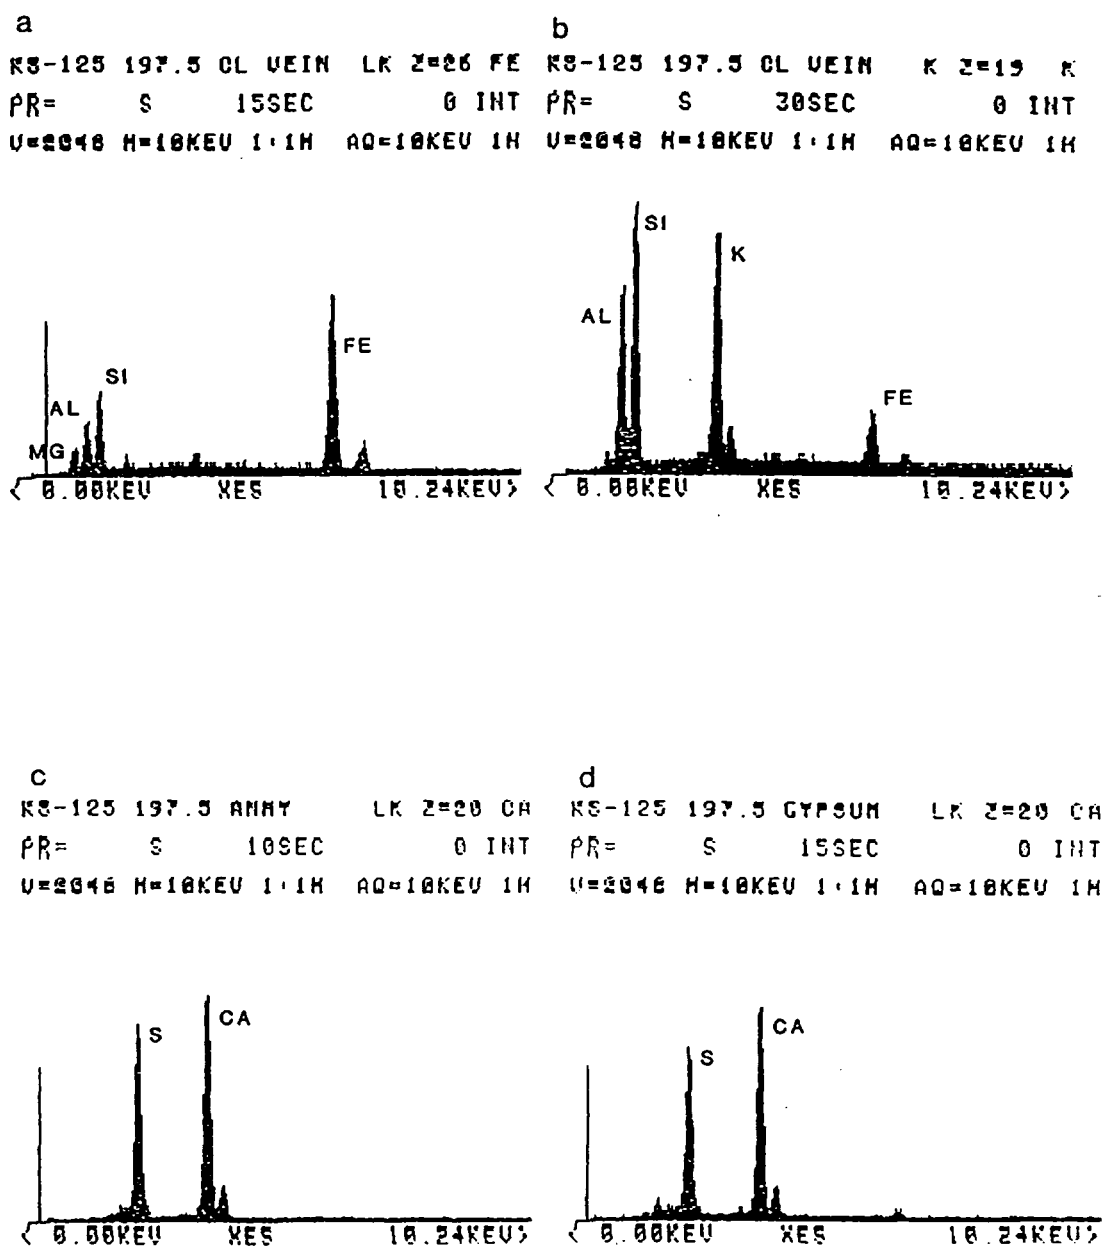 a
KS-125 197.5 CL VEIN LK Z=26 FE
PR= S 15SEC 0 INT
V=2048 H=10KEV 1:1H AQ=10KEV 1H
AL
SI
MG
FE
< 0.00KEV XES 10.24KEV>
b
KS-125 197.5 CL VEIN K Z=19 K
PR= S 30SEC 0 INT
V=2048 H=10KEV 1:1H AQ=10KEV 1H
SI
K
AL
FE
< 0.00KEV XES 10.24KEV>
c
KS-125 197.5 ANHY LK Z=20 CA
PR= S 10SEC 0 INT
V=2048 H=10KEV 1:1H AQ=10KEV 1H
S
CA
< 0.00KEV XES 10.24KEV>
d
KS-125 197.5 GYPSUM LK Z=20 CA
PR= S 15SEC 0 INT
V=2048 H=10KEV 1:1H AQ=10KEV 1H
S
CA
< 0.00KEV XES 10.24KEV>